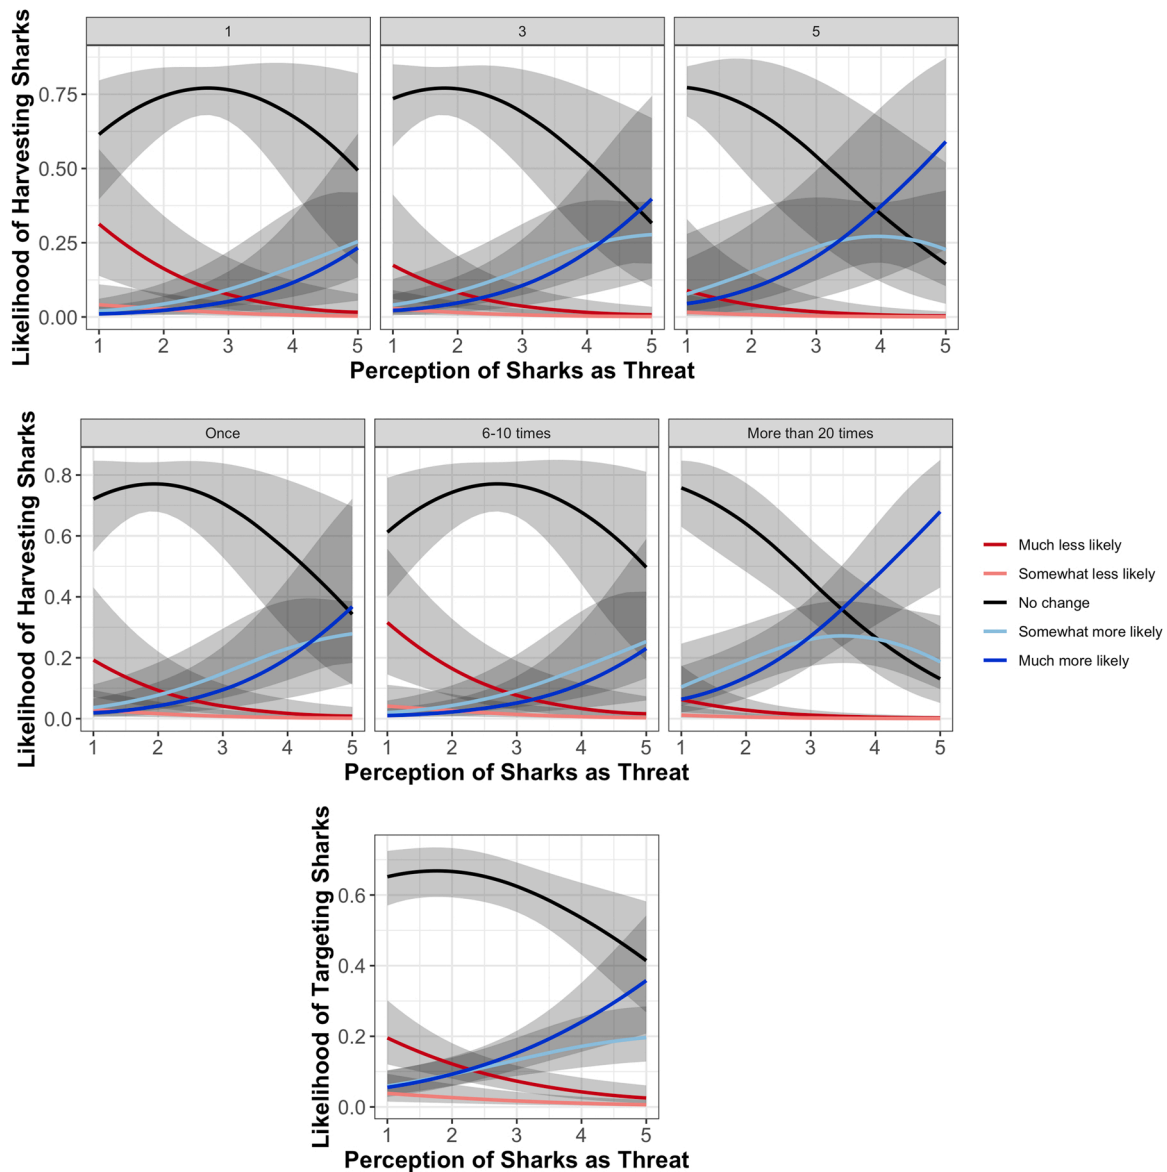 Likelihood of Harvesting Sharks
1 3 5
0.75
0.50
0.25
0.00
1 2 3 4 5 1 2 3 4 5 1 2 3 4 5
Perception of Sharks as Threat
Likelihood of Harvesting Sharks
Once 6-10 times More than 20 times
0.8
0.6
0.4
0.2
0.0
1 2 3 4 5 1 2 3 4 5 1 2 3 4 5
Perception of Sharks as Threat
Much less likely
Somewhat less likely
No change
Somewhat more likely
Much more likely
Likelihood of Targeting Sharks
0.6
0.4
0.2
0.0
1 2 3 4 5
Perception of Sharks as Threat